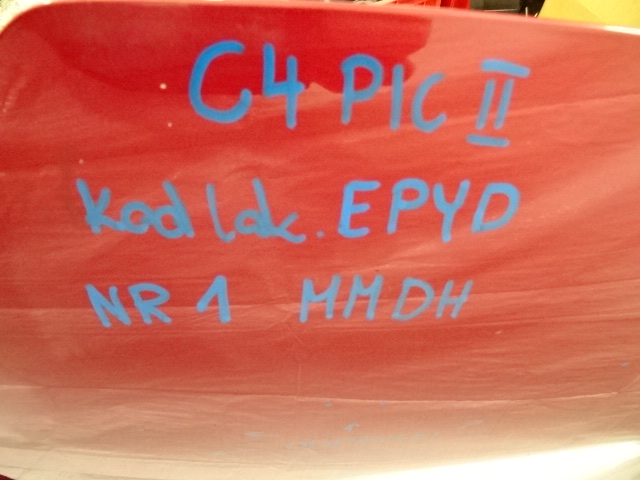 C4 PIC II
Kod lak. EPYD
NR 1 MMDH